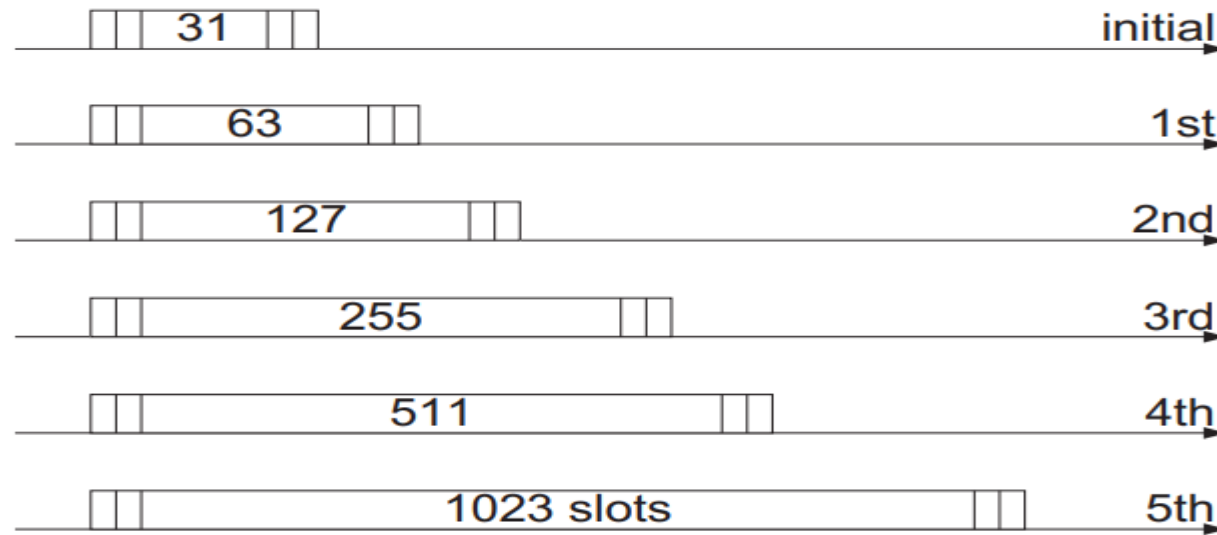 31 initial
63 1st
127 2nd
255 3rd
511 4th
1023 slots 5th